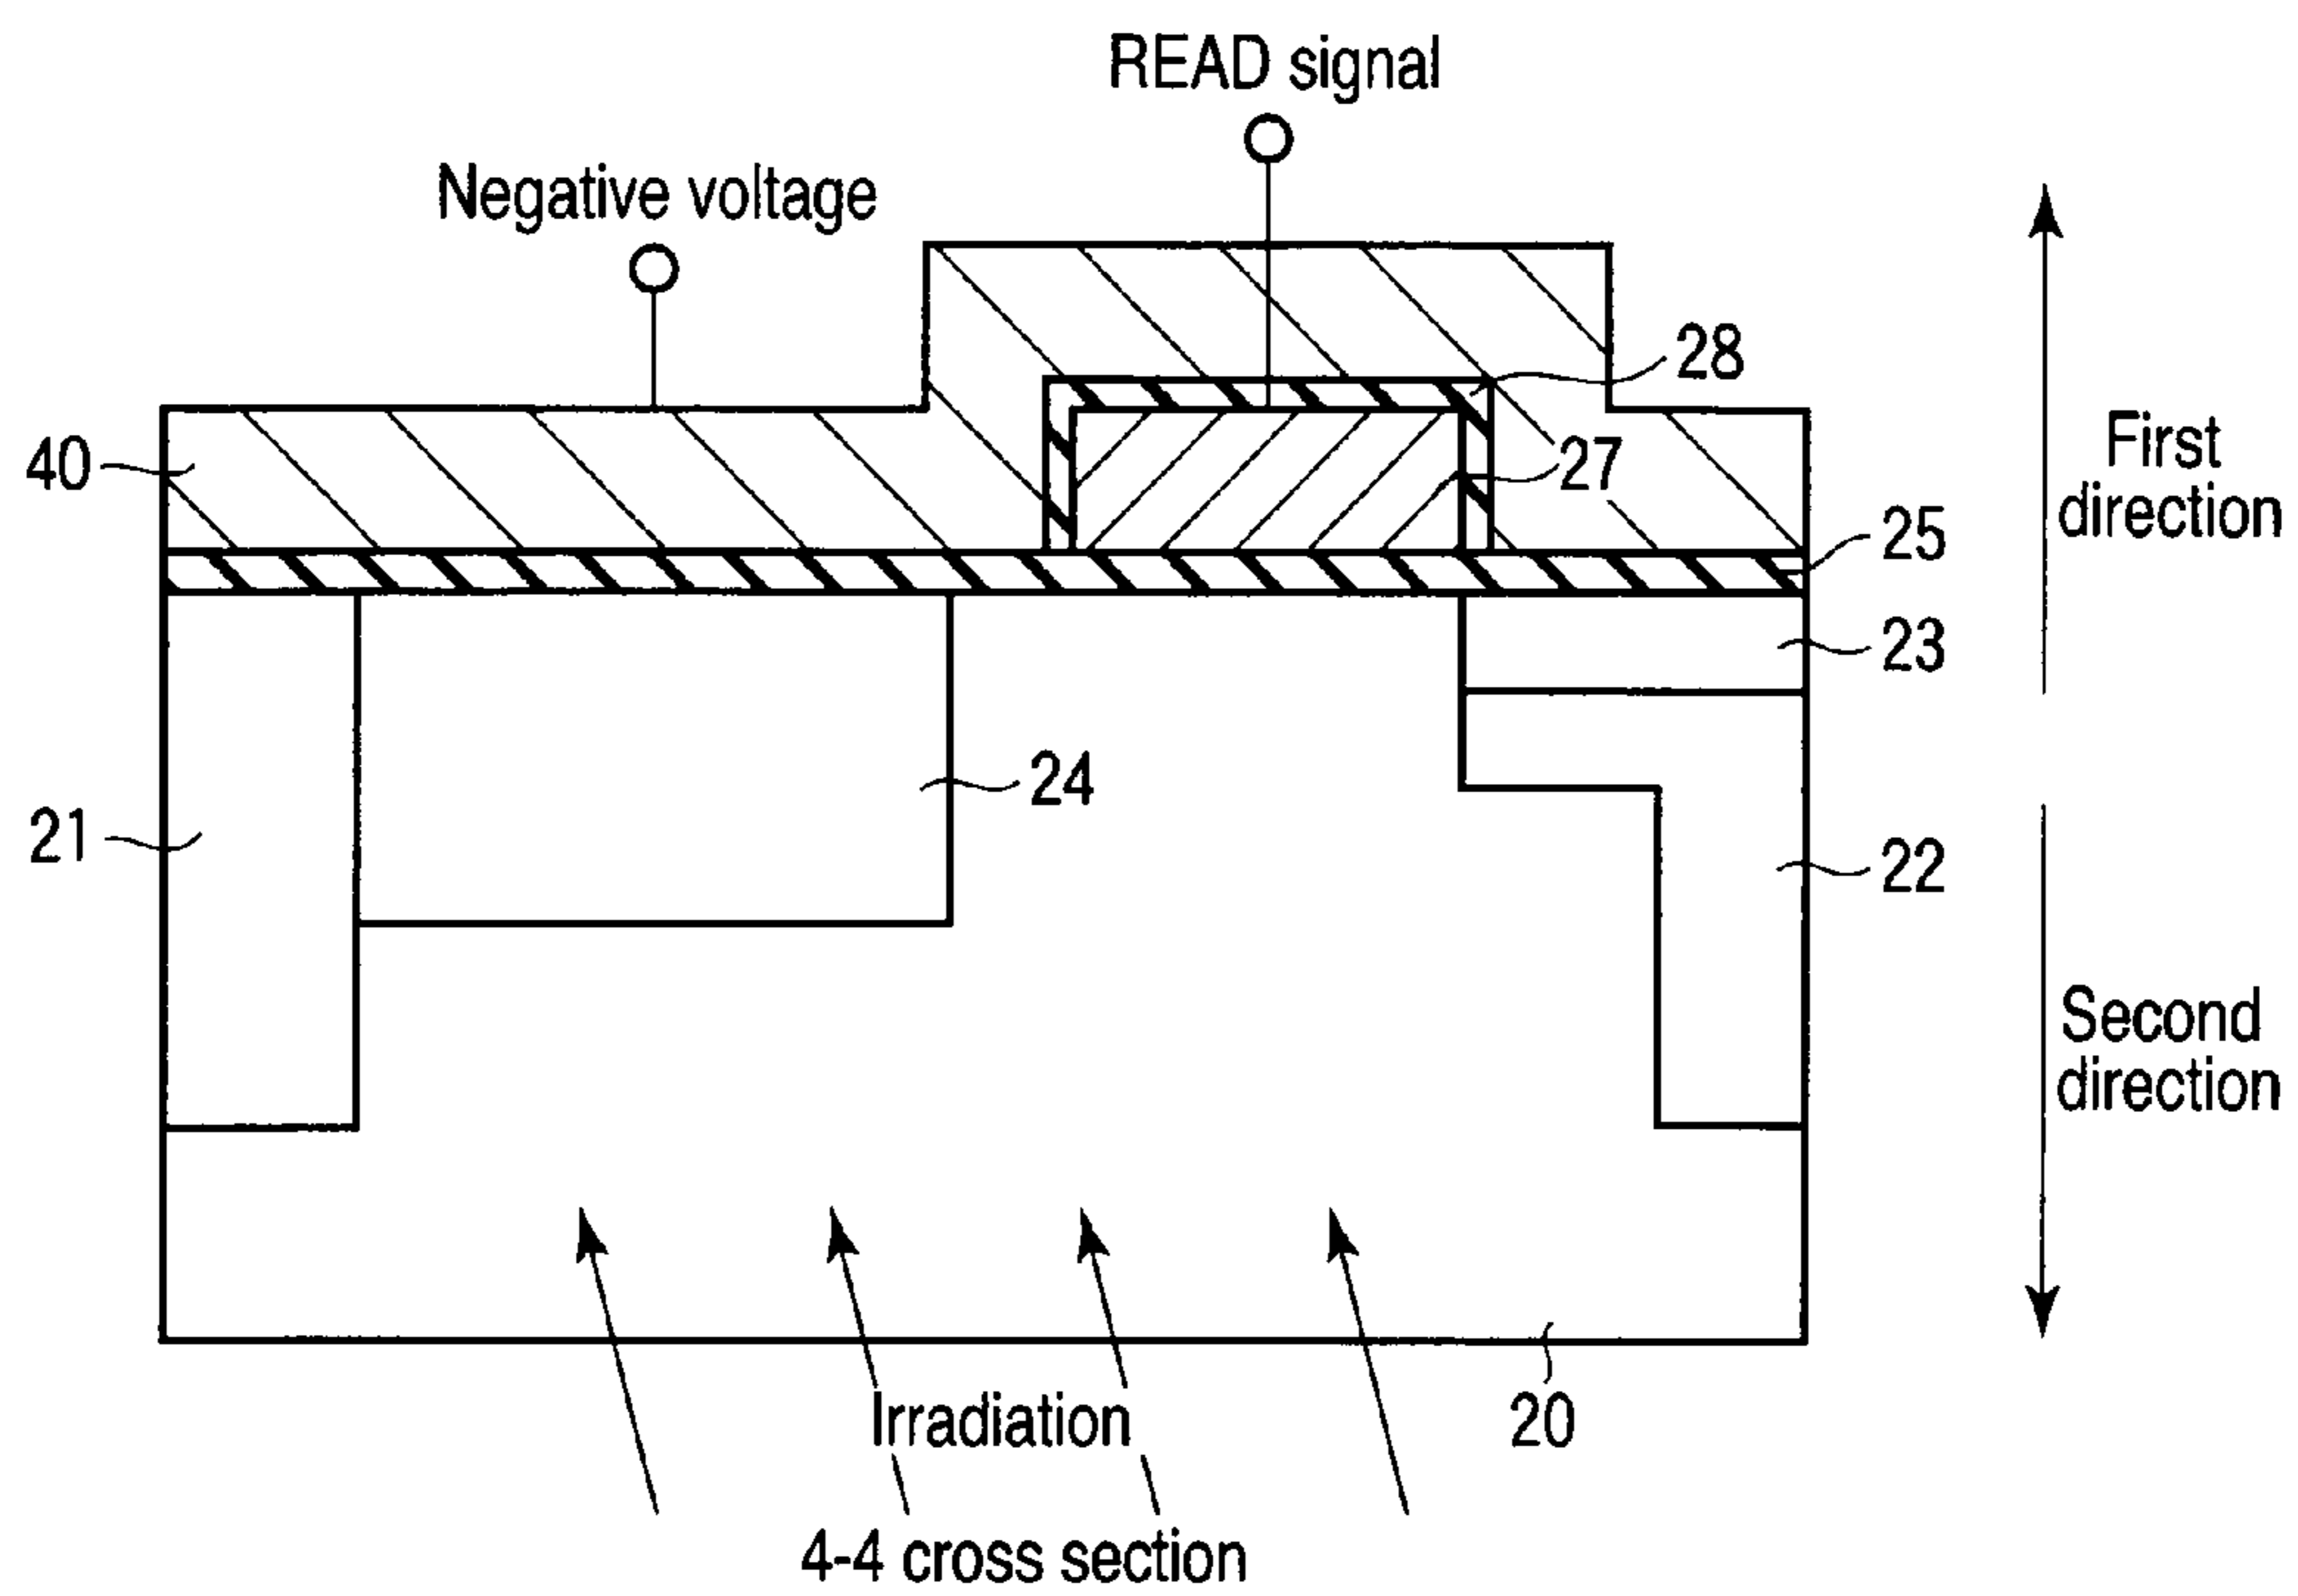 READ signal
Negative voltage
28
40
27
First
direction
25
23
24
21
22
Second
direction
Irradiation
20
4-4 cross section